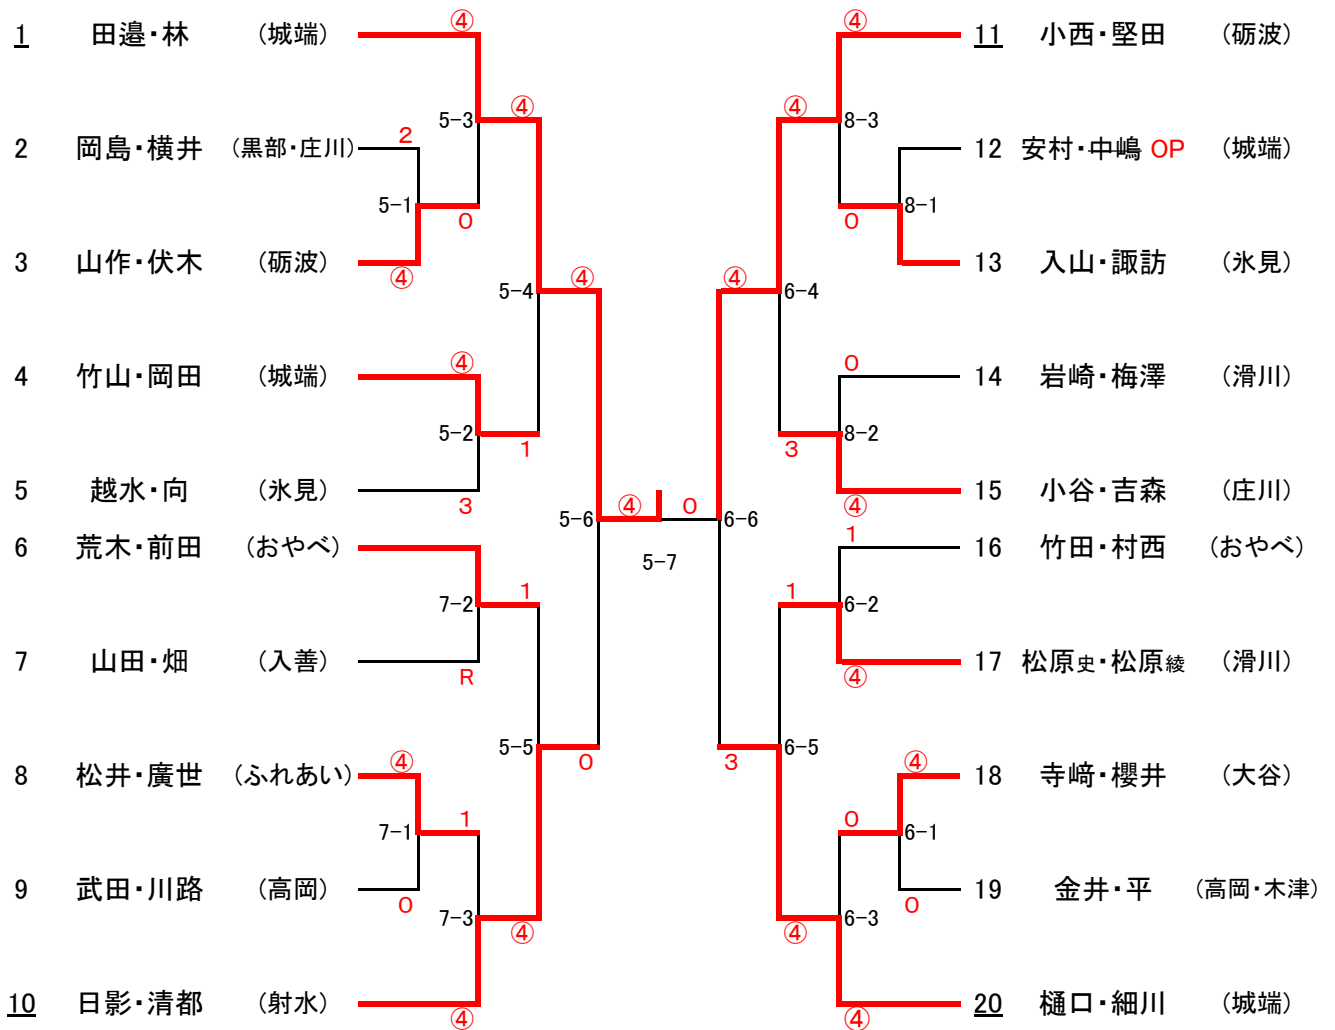 1 田邉・林 (城端) ④
④ 11 小西・堅田 (砺波)
④ ④
5-3 8-3
2 岡島・横井 (黒部・庄川) 2
12 安村・中嶋 OP (城端)
5-1 0
0 8-1
3 山作・伏木 (砺波) ④
13 入山・諏訪 (氷見)
5-4 ④
④ 6-4
4 竹山・岡田 (城端) ④
0 14 岩崎・梅澤 (滑川)
5-2 1
3 8-2
5 越水・向 (氷見) 3
④ 15 小谷・吉森 (庄川)
5-6 ④ 0 6-6
5-7
6 荒木・前田 (おやべ)
1 16 竹田・村西 (おやべ)
7-2 1
1 6-2
7 山田・畑 (入善) R
④ 17 松原史・松原綾 (滑川)
5-5 0
3 6-5
8 松井・廣世 (ふれあい) ④
④ 18 寺﨑・櫻井 (大谷)
7-1 1
0 6-1
9 武田・川路 (高岡) 0
0 19 金井・平 (高岡・木津)
7-3 ④
④ 6-3
10 日影・清都 (射水) ④
④ 20 樋口・細川 (城端)